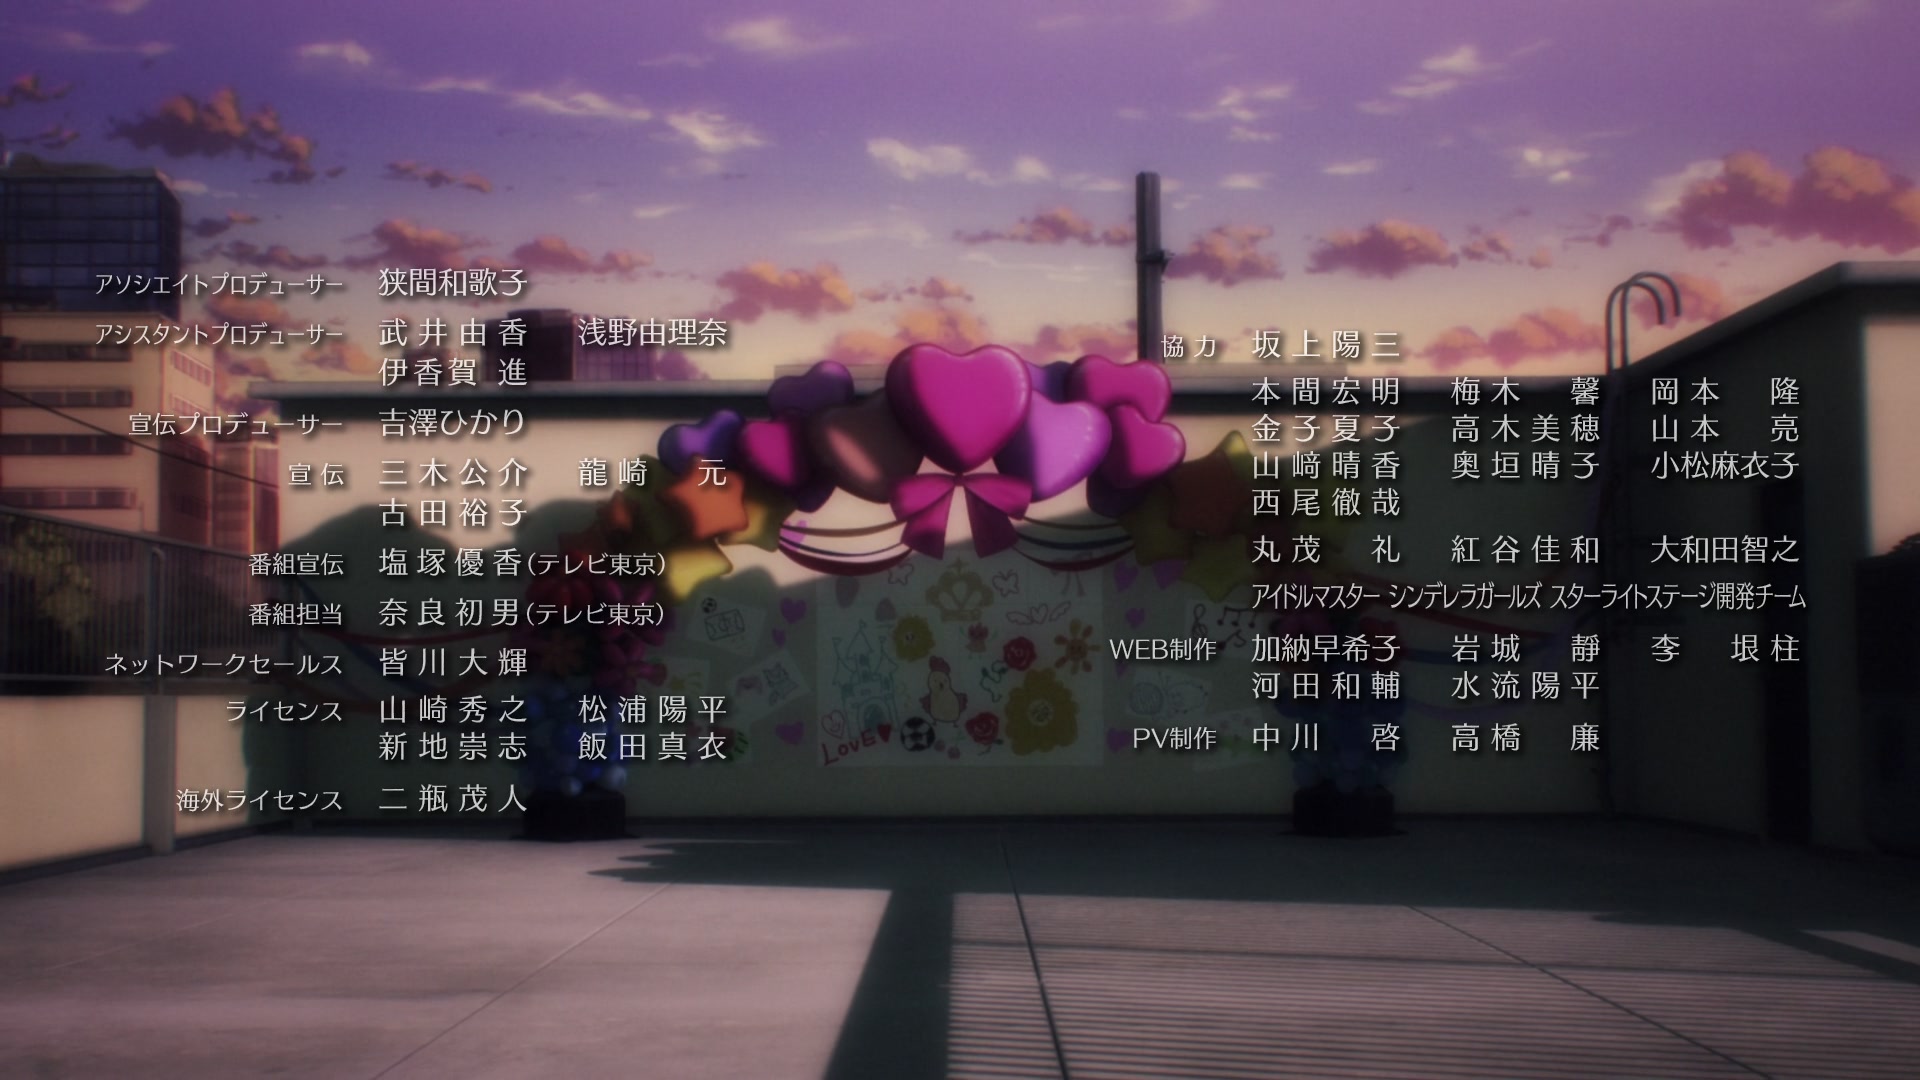 アソシエイトプロデューサー 狭間和歌子
アシスタントプロデューサー 武井由香 浅野由理奈
伊香賀 進
宣伝プロデューサー 吉澤ひかり
宣伝 三木公介 龍崎 元
古田裕子
番組宣伝 塩塚優香(テレビ東京)
番組担当 奈良初男(テレビ東京)
ネットワークセールス 皆川大輝
ライセンス 山崎秀之 松浦陽平
新地崇志 飯田真衣
海外ライセンス 二瓶茂人
協力 坂上陽三
本間宏明 梅木 馨 岡本 隆
金子夏子 高木美穂 山本 亮
山﨑晴香 奥垣晴子 小松麻衣子
西尾徹哉
丸茂 礼 紅谷佳和 大和田智之
アイドルマスター シンデレラガールズ スターライトステージ開発チーム
WEB制作 加納早希子 岩城 靜 李 垠柱
河田和輔 水流陽平
PV制作 中川 啓 高橋 廉
LOVE♥